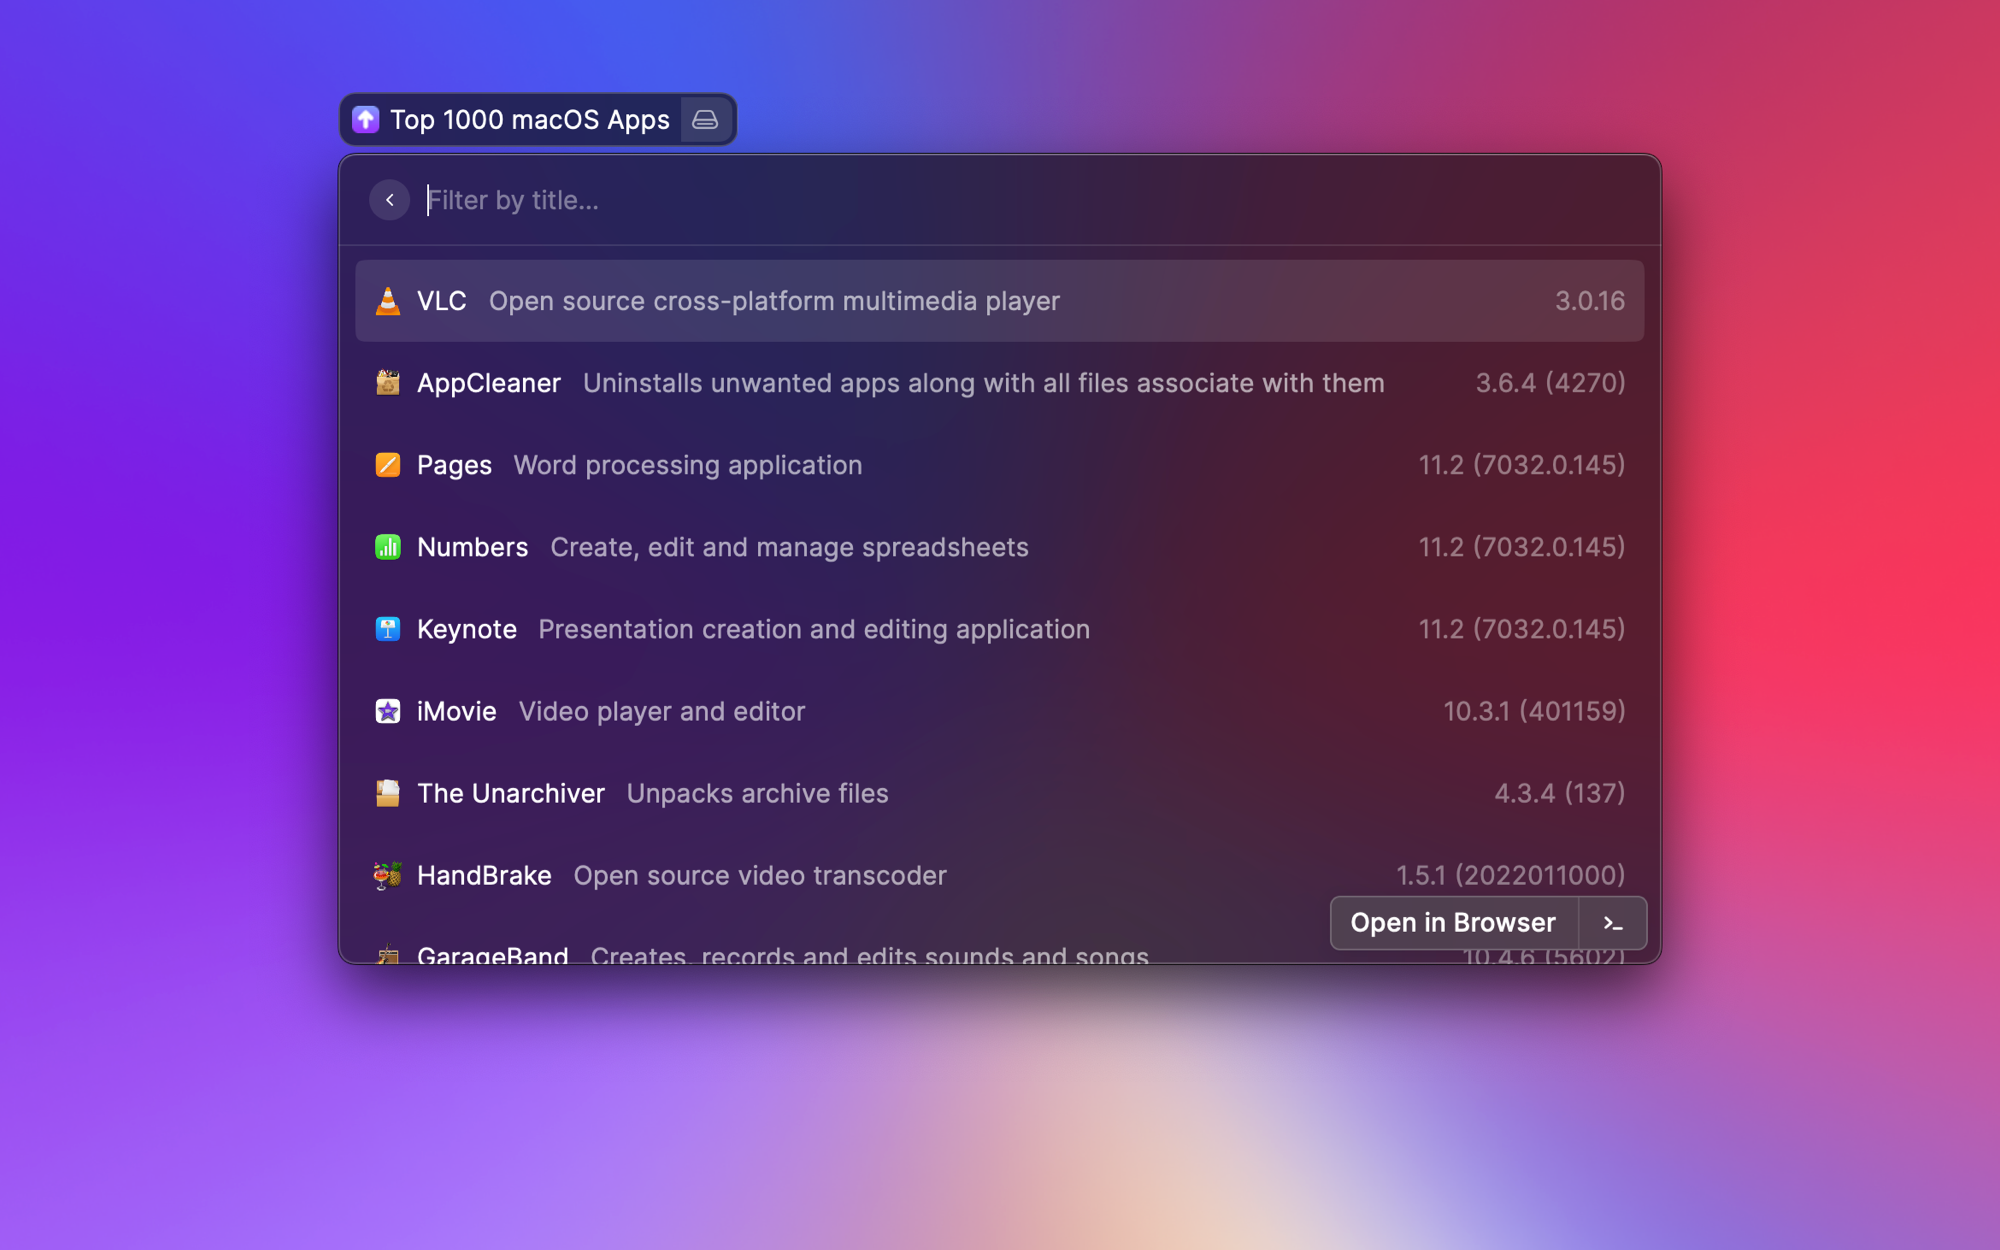 Top 1000 macOS Apps
Filter by title...
VLC Open source cross-platform multimedia player 3.0.16
AppCleaner Uninstalls unwanted apps along with all files associate with them 3.6.4 (4270)
Pages Word processing application 11.2 (7032.0.145)
Numbers Create, edit and manage spreadsheets 11.2 (7032.0.145)
Keynote Presentation creation and editing application 11.2 (7032.0.145)
iMovie Video player and editor 10.3.1 (401159)
The Unarchiver Unpacks archive files 4.3.4 (137)
HandBrake Open source video transcoder 1.5.1 (2022011000)
Open in Browser >_
GarageBand Creates, records and edits sounds and songs 10.4.6 (5602)